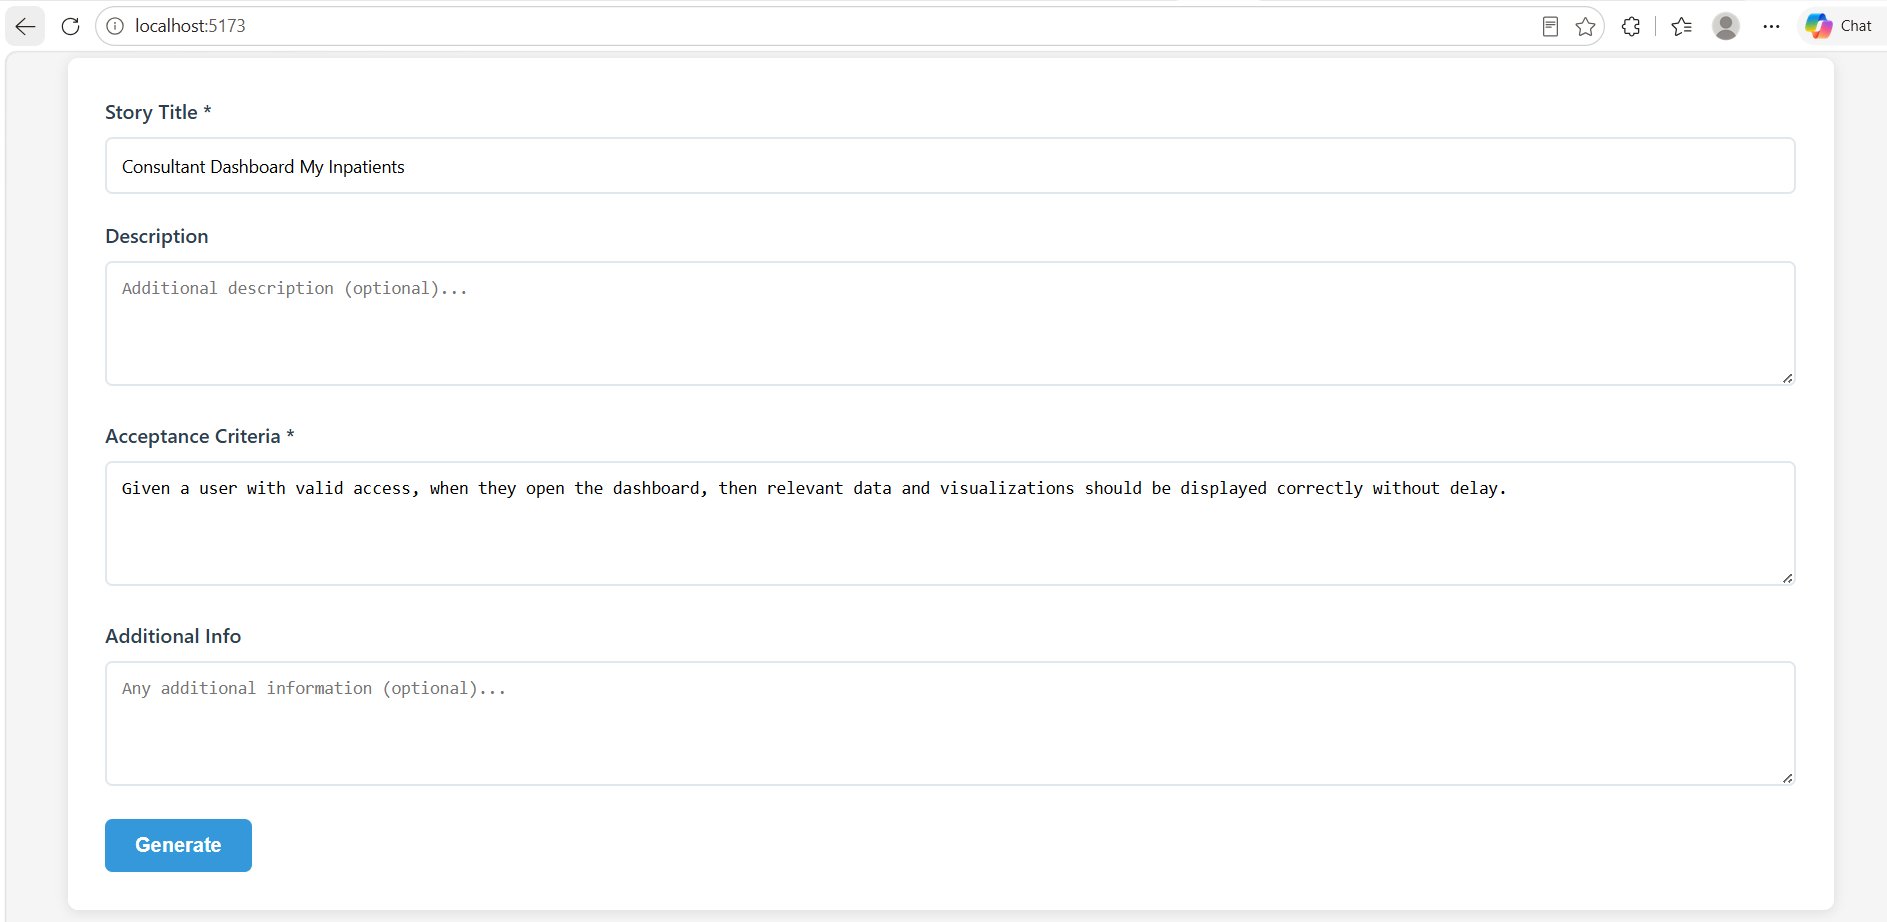 localhost:5173
Chat
Story Title *
Consultant Dashboard My Inpatients
Description
Additional description (optional)...
Acceptance Criteria *
Given a user with valid access, when they open the dashboard, then relevant data and visualizations should be displayed correctly without delay.
Additional Info
Any additional information (optional)...
Generate